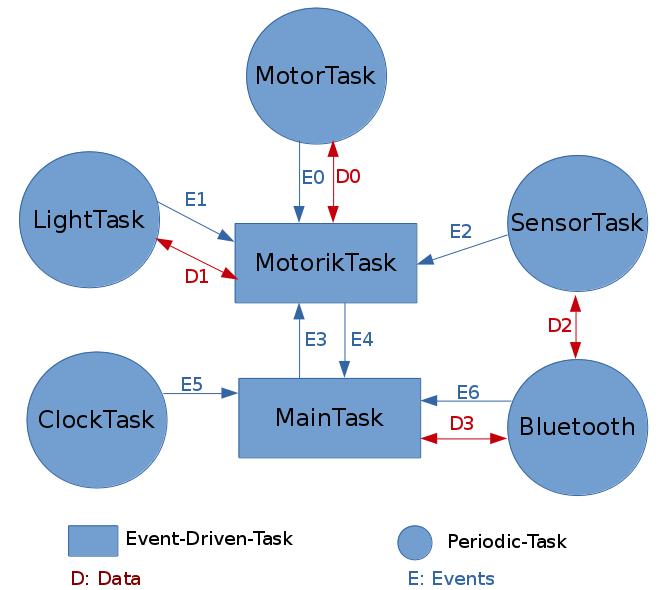 MotorTask
E0
D0
LightTask
E1
D1
MotorikTask
E2
SensorTask
E3
E4
D2
ClockTask
E5
MainTask
E6
D3
Bluetooth
Event-Driven-Task
Periodic-Task
D: Data
E: Events